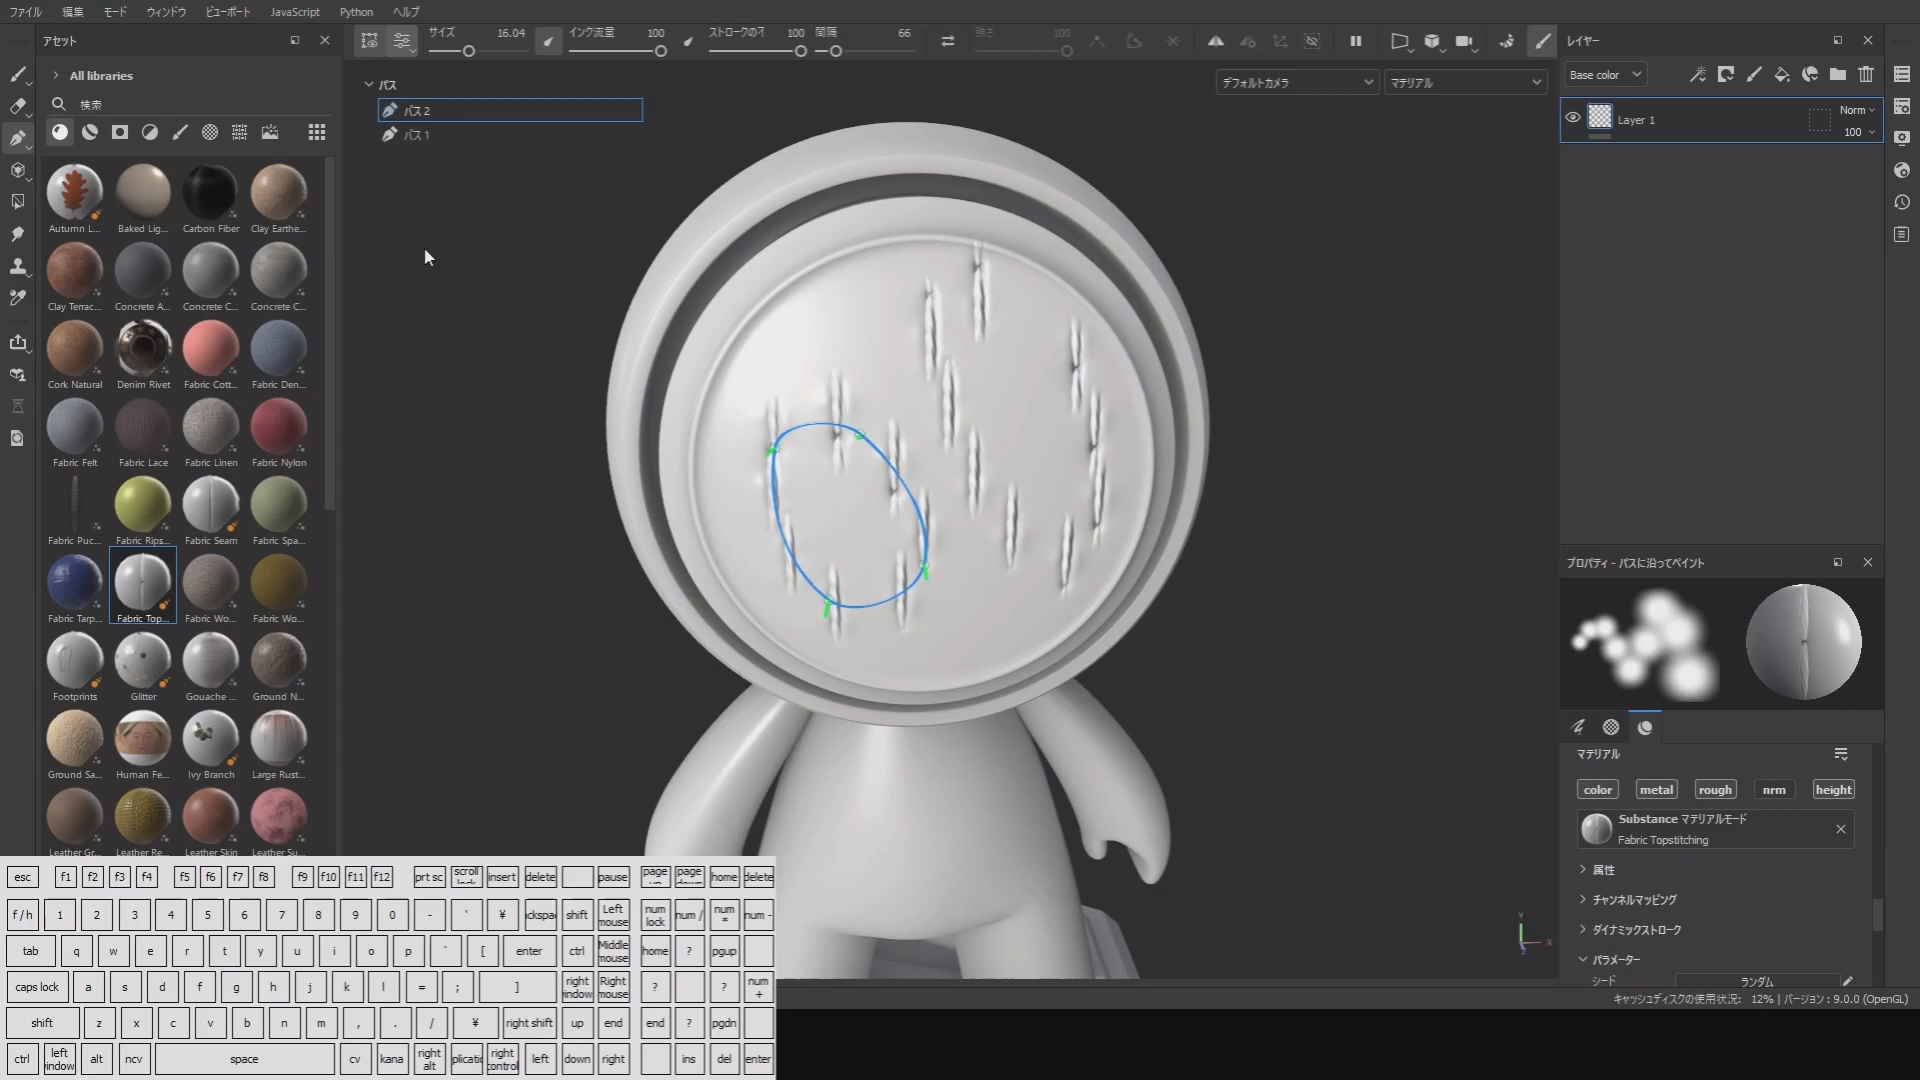 ファイル 編集 モード ウィンドウ ビューポート JavaScript Python ヘルプ
アセット
サイズ 16.04
インク流量 100
ストロークの不 100
間隔 66
強さ 100
レイヤー
All libraries
検索
パス
パス 2
パス 1
デフォルトカメラ
マテリアル
Base color
Layer 1
Norm
100
Autumn L... Baked Lig... Carbon Fiber Clay Earthe...
Clay Terrac... Concrete A... Concrete C... Concrete C...
Cork Natural Denim Rivet Fabric Cott... Fabric Den...
Fabric Felt Fabric Lace Fabric Linen Fabric Nylon
Fabric Puc... Fabric Rips... Fabric Seam Fabric Spa...
Fabric Tarp... Fabric Top... Fabric Wo... Fabric Wo...
Footprints Glitter Gouache ... Ground N...
Ground Sa... Human Fe... Ivy Branch Large Rust...
Leather Gr... Leather Re... Leather Skin Leather Su...
プロパティ - パスに沿ってペイント
マテリアル
color metal rough nrm height
Substance マテリアルモード
Fabric Topstitching
属性
チャンネルマッピング
ダイナミックストローク
パラメーター
シード ランダム
Y X
キャッシュディスクの使用状況: 12% | バージョン : 9.0.0 (OpenGL)
esc f1 f2 f3 f4 f5 f6 f7 f8 f9 f10 f11 f12 prt sc scroll insert delete pause page page home delete
f / h 1 2 3 4 5 6 7 8 9 0 - ' ¥ ckspa shift Left mouse num lock num / num * num -
tab q w e r t y u i o p ` [ enter ctrl Middle mouse home ? pgup
caps lock a s d f g h j k l = ; ] right indow Right mouse ? ? num +
shift z x c v b n m , . / ¥ right shift up end end ? pgdn
ctrl left indow alt ncv space cv kana right alt plicati right control left down right ins del enter